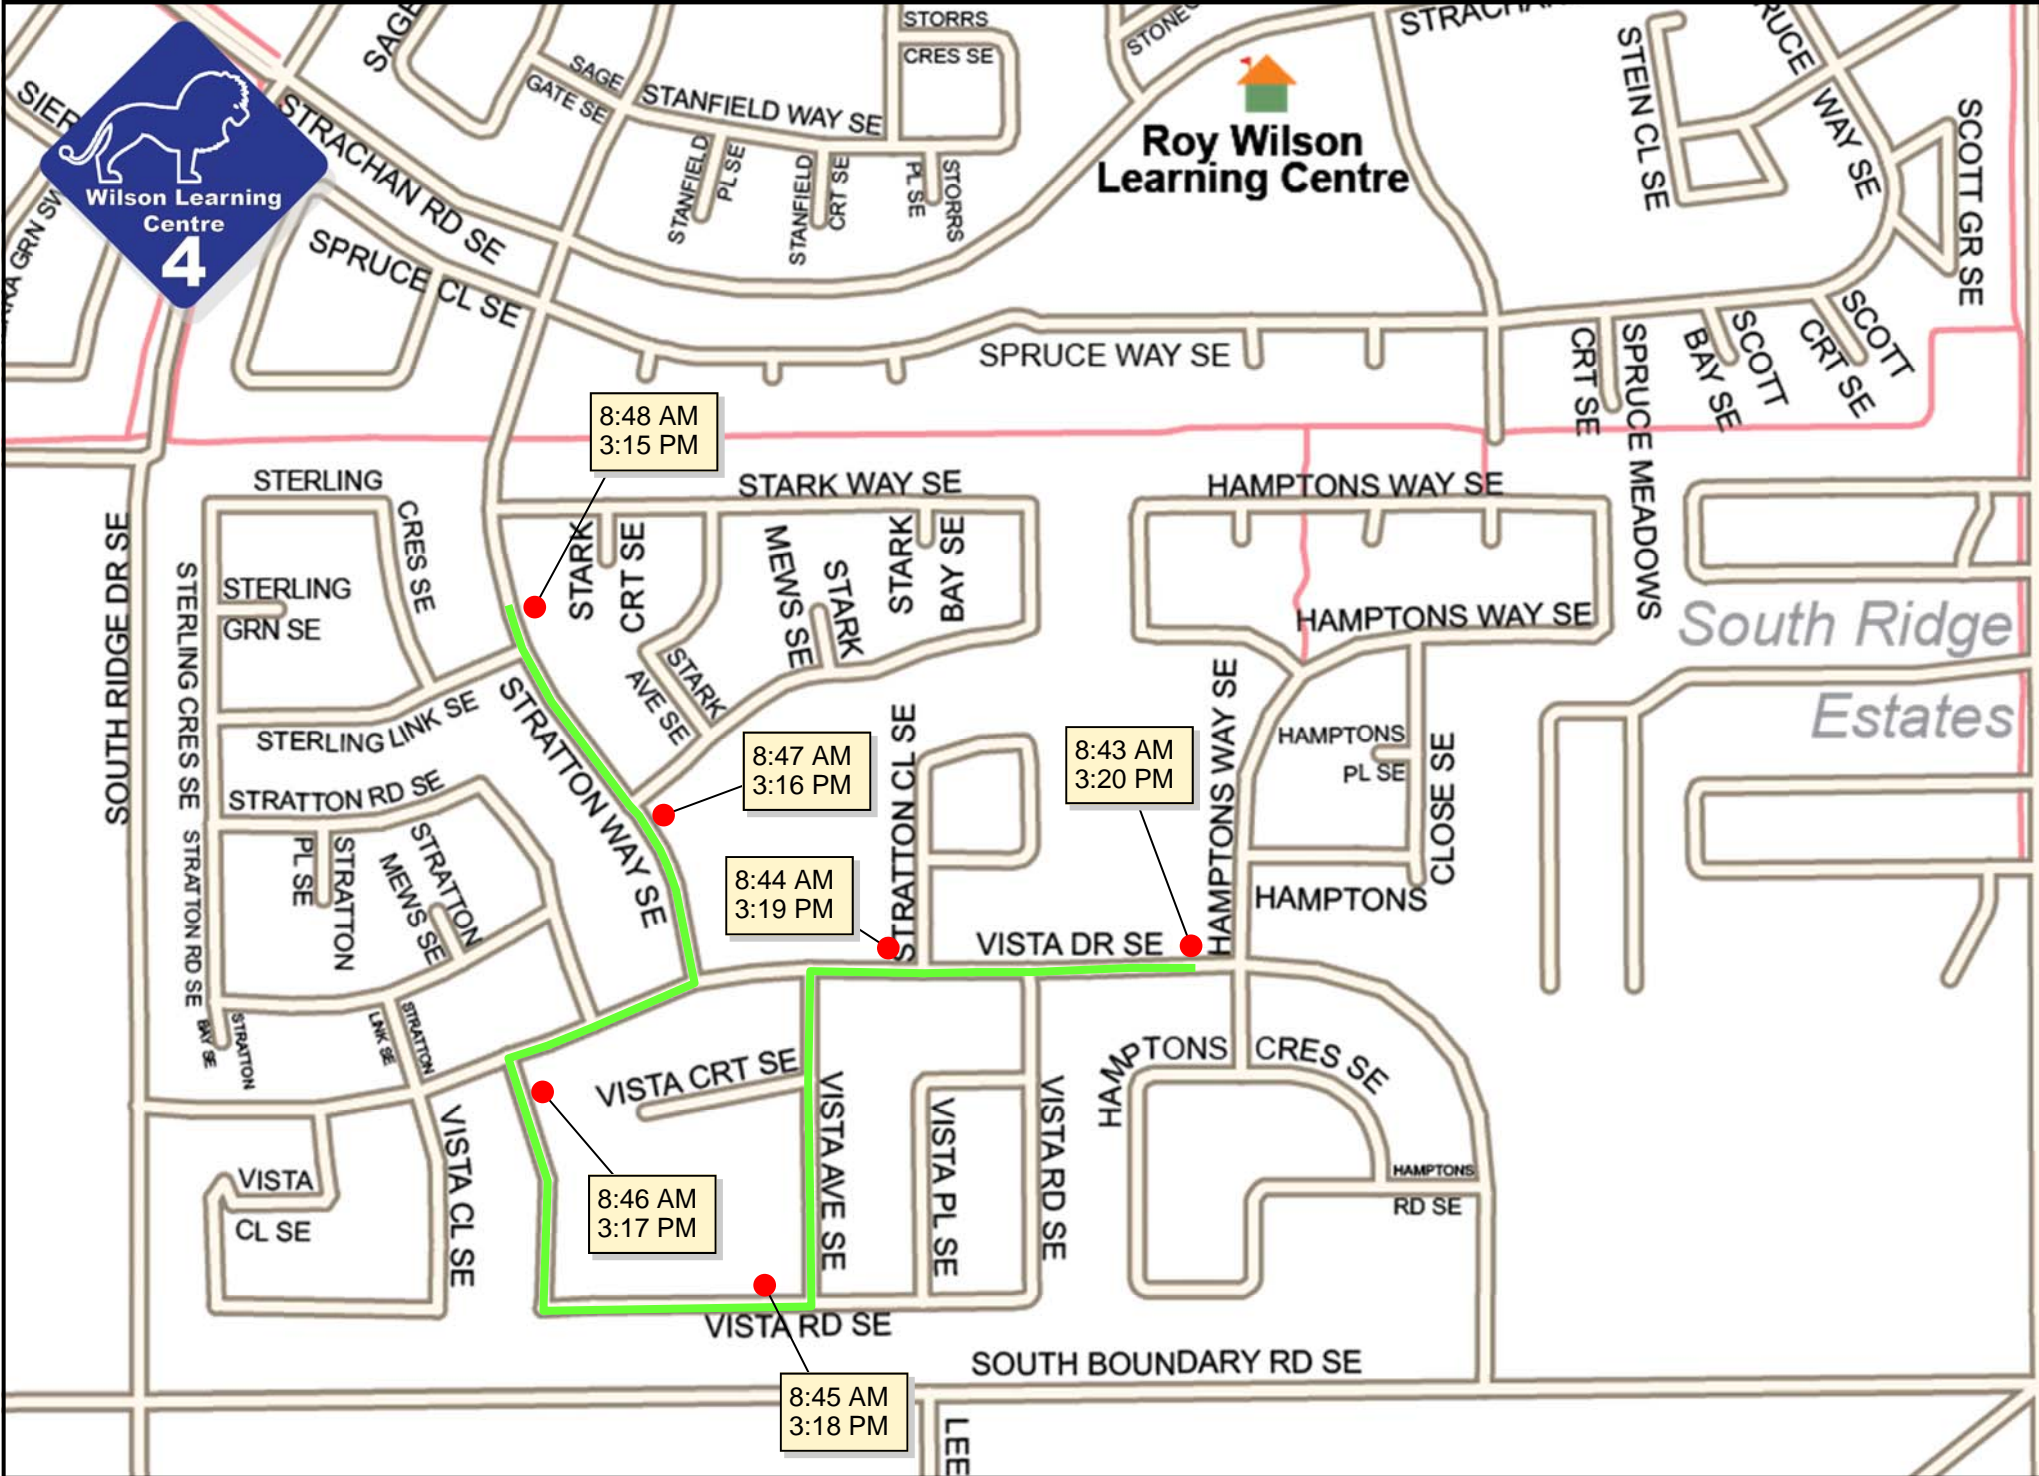 STORRS
CRES SE
STRACHAN
SAGE
SAGE
GATE SE
STANFIELD WAY SE
STEIN CL SE
WAY SE
SCOTT GR SE
STRACHAN RD SE
Wilson Learning
Centre
4
Roy Wilson
Learning Centre
STANFIELD
PL SE
STANFIELD
CRT SE
PL SE
STORRS
SPRUCE CL SE
SPRUCE WAY SE
CRT SE
SPRUCE MEADOWS
BAY SE
SCOTT
CRT SE
SCOTT
8:48 AM
3:15 PM
STERLING
CRES SE
STARK WAY SE
HAMPTONS WAY SE
SOUTH RIDGE DR SE
STERLING CRES SE
STERLING
GRN SE
STARK
CRT SE
MEWS SE
STARK
STARK
BAY SE
HAMPTONS WAY SE
South Ridge
Estates
STARK
AVE SE
STERLING LINK SE
STRATTON WAY SE
8:47 AM
3:16 PM
STRATTON CL SE
8:43 AM
3:20 PM
HAMPTONS WAY SE
HAMPTONS
PL SE
CLOSE SE
HAMPTONS
STRATTON RD SE
STRATTON RD SE
PL SE
STRATTON
MEWS SE
STRATTON
8:44 AM
3:19 PM
VISTA DR SE
BAY SE
STRATTON
LINK SE
STRATTON
VISTA CRT SE
HAMPTONS CRES SE
VISTA CL SE
VISTA
CL SE
8:46 AM
3:17 PM
VISTA AVE SE
VISTA PL SE
VISTA RD SE
HAMPTONS
RD SE
VISTA RD SE
SOUTH BOUNDARY RD SE
8:45 AM
3:18 PM
LEE